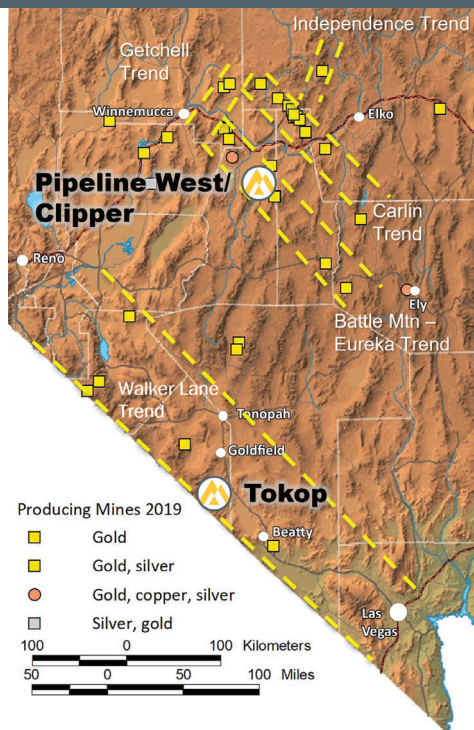 Independence Trend
Getchell
Trend
Winnemucca
Elko
Pipeline West/
Clipper
Carlin
Trend
Reno
Ely
Battle Mtn –
Eureka Trend
Walker Lane
Trend
Tonopah
Goldfield
Tokop
Producing Mines 2019
Beatty
Gold
Gold, silver
Gold, copper, silver
Silver, gold
Las
Vegas
100 0 100 Kilometers
50 0 50 100 Miles